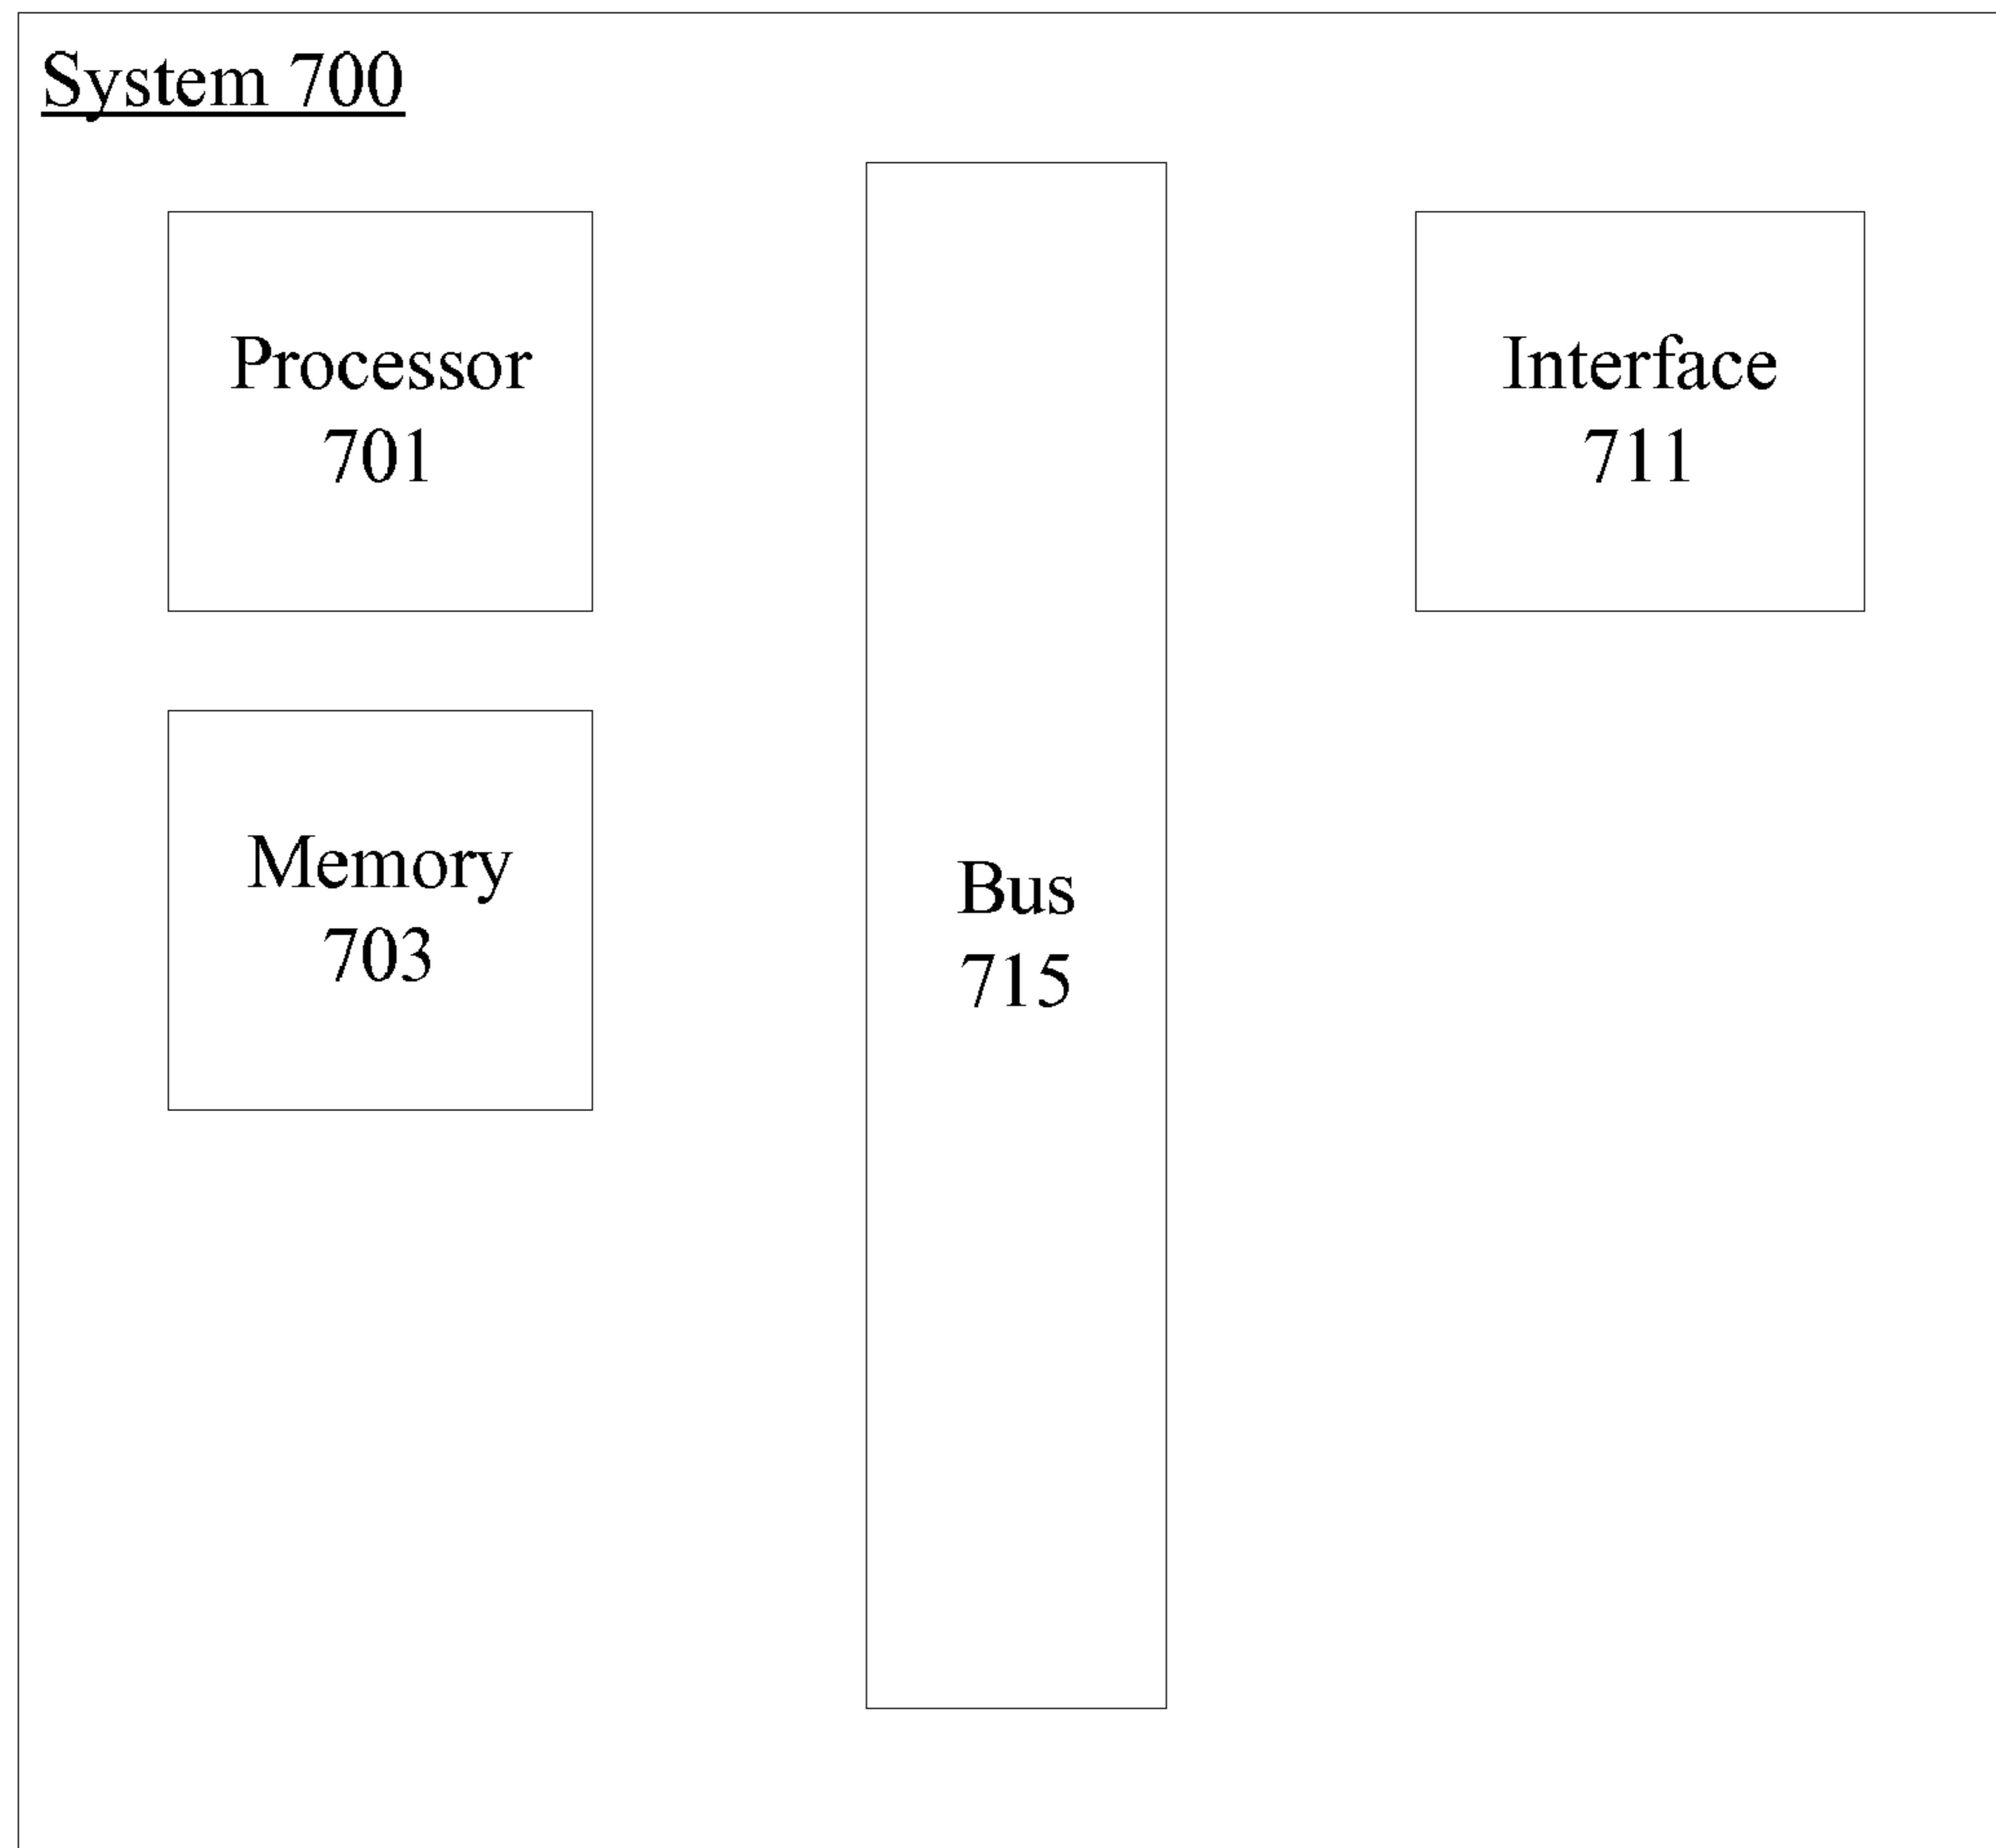 System 700
Processor
701
Interface
711
Memory
703
Bus
715